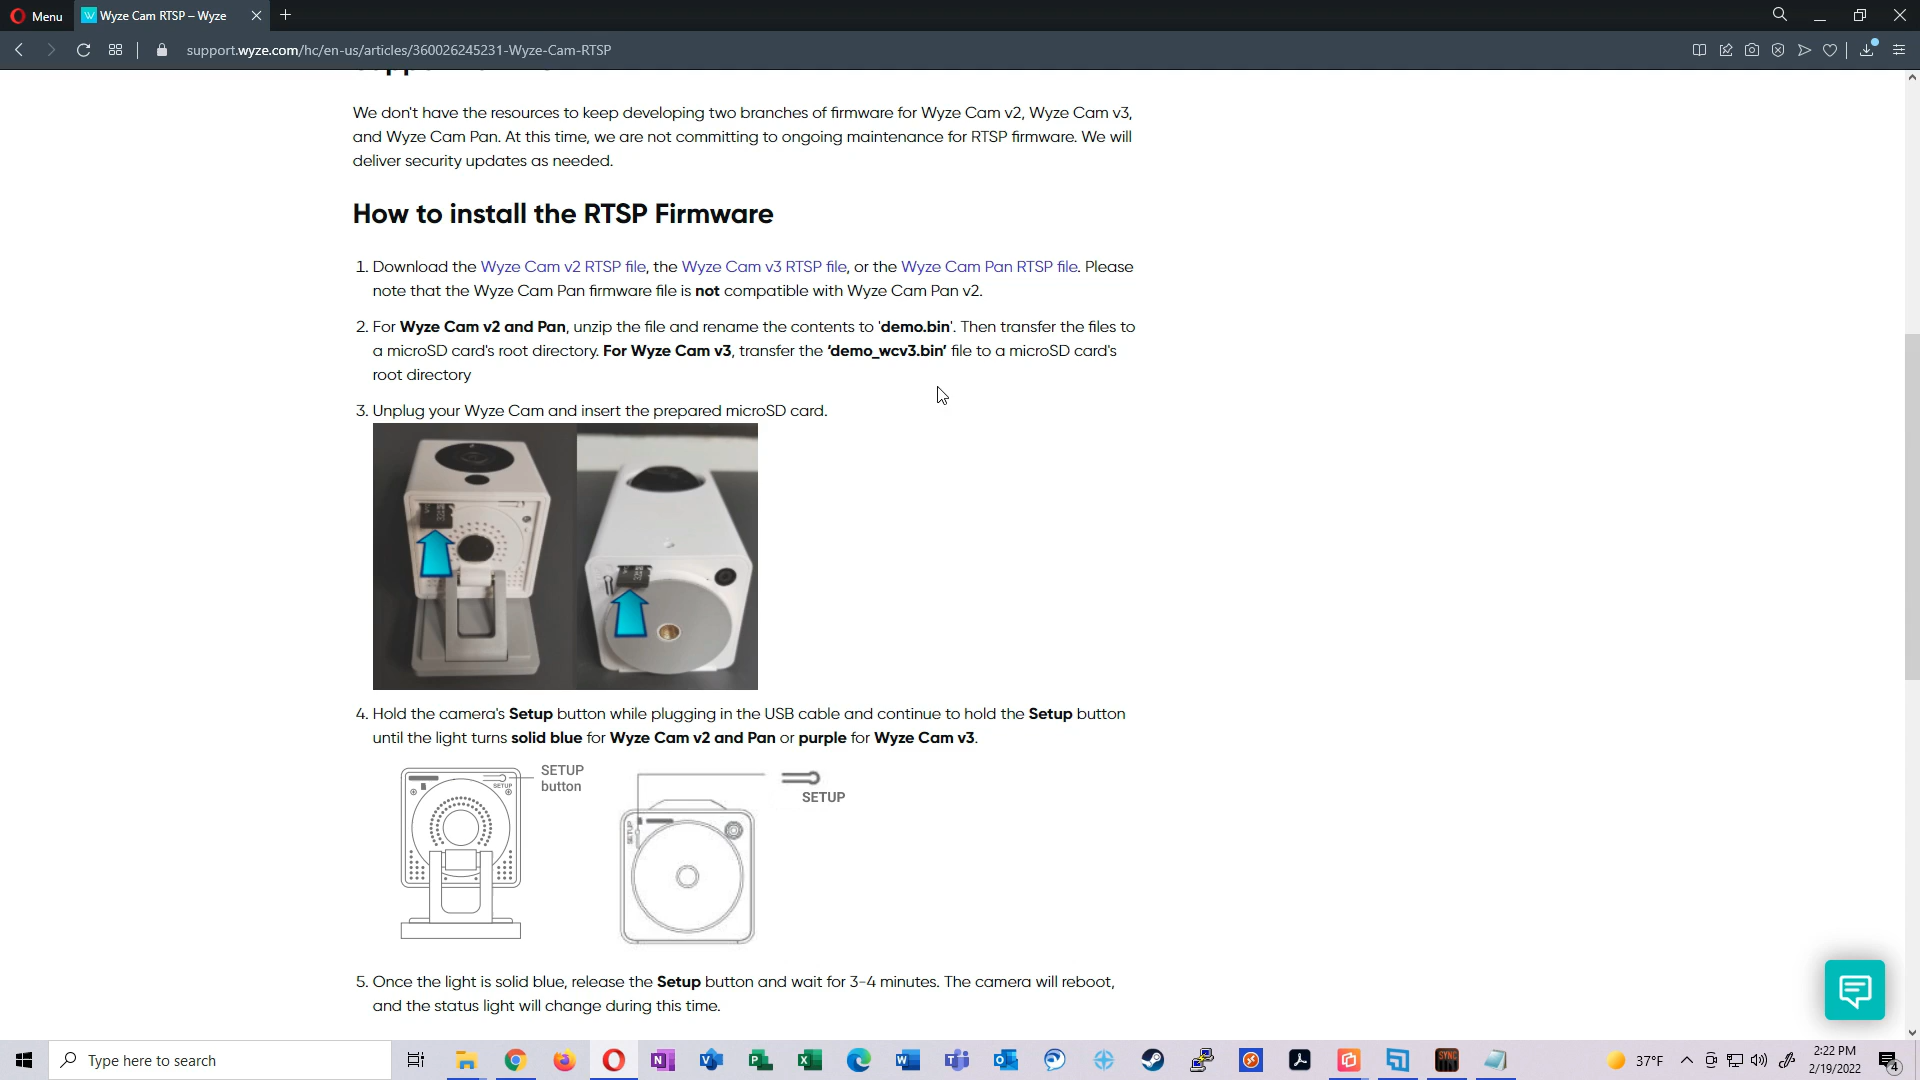 Menu
Wyze Cam RTSP – Wyze
support.wyze.com/hc/en-us/articles/360026245231-Wyze-Cam-RTSP
We don't have the resources to keep developing two branches of firmware for Wyze Cam v2, Wyze Cam v3,
and Wyze Cam Pan. At this time, we are not committing to ongoing maintenance for RTSP firmware. We will
deliver security updates as needed.
How to install the RTSP Firmware
1. Download the Wyze Cam v2 RTSP file, the Wyze Cam v3 RTSP file, or the Wyze Cam Pan RTSP file. Please
note that the Wyze Cam Pan firmware file is not compatible with Wyze Cam Pan v2.
2. For Wyze Cam v2 and Pan, unzip the file and rename the contents to 'demo.bin'. Then transfer the files to
a microSD card's root directory. For Wyze Cam v3, transfer the ‘demo_wcv3.bin’ file to a microSD card's
root directory
3. Unplug your Wyze Cam and insert the prepared microSD card.
4. Hold the camera's Setup button while plugging in the USB cable and continue to hold the Setup button
until the light turns solid blue for Wyze Cam v2 and Pan or purple for Wyze Cam v3.
SETUP
button
SETUP
SETUP
SETUP
5. Once the light is solid blue, release the Setup button and wait for 3-4 minutes. The camera will reboot,
and the status light will change during this time.
Type here to search
37°F
2:22 PM
2/19/2022
4